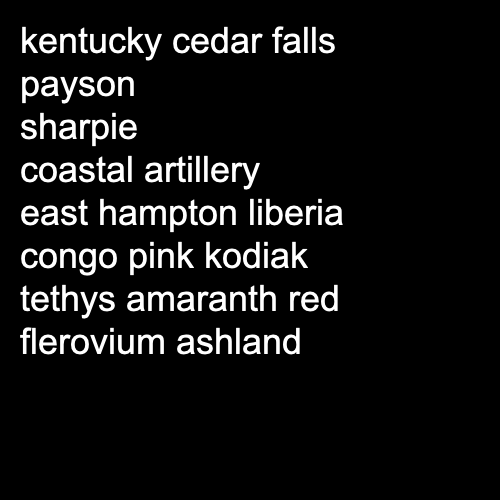 kentucky cedar falls
payson
sharpie
coastal artillery
east hampton liberia
congo pink kodiak
tethys amaranth red
flerovium ashland